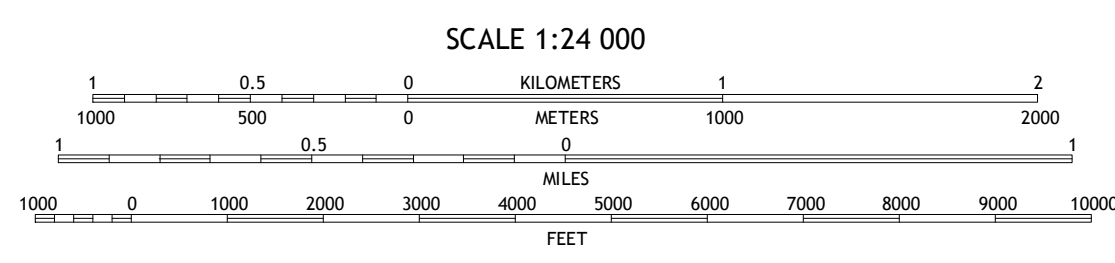 SCALE 1:24 000
1 0.5 0 KILOMETERS 1 2
1000 500 0 METERS 1000 2000
1 0.5 0 1
MILES
1000 0 1000 2000 3000 4000 5000 6000 7000 8000 9000 10000
FEET